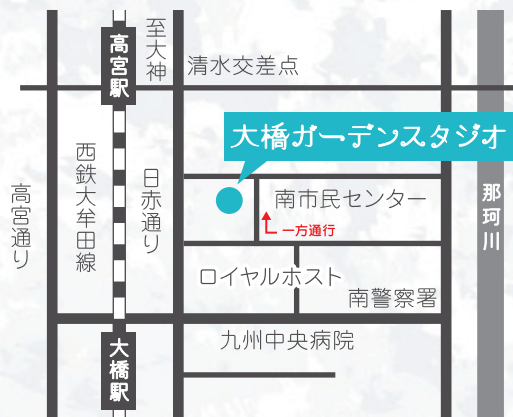 至大神
高宮駅
清水交差点
大橋ガーデンスタジオ
西鉄大牟田線
日赤通り
高宮通り
南市民センター
那珂川
一方通行
ロイヤルホスト
南警察署
九州中央病院
大橋駅